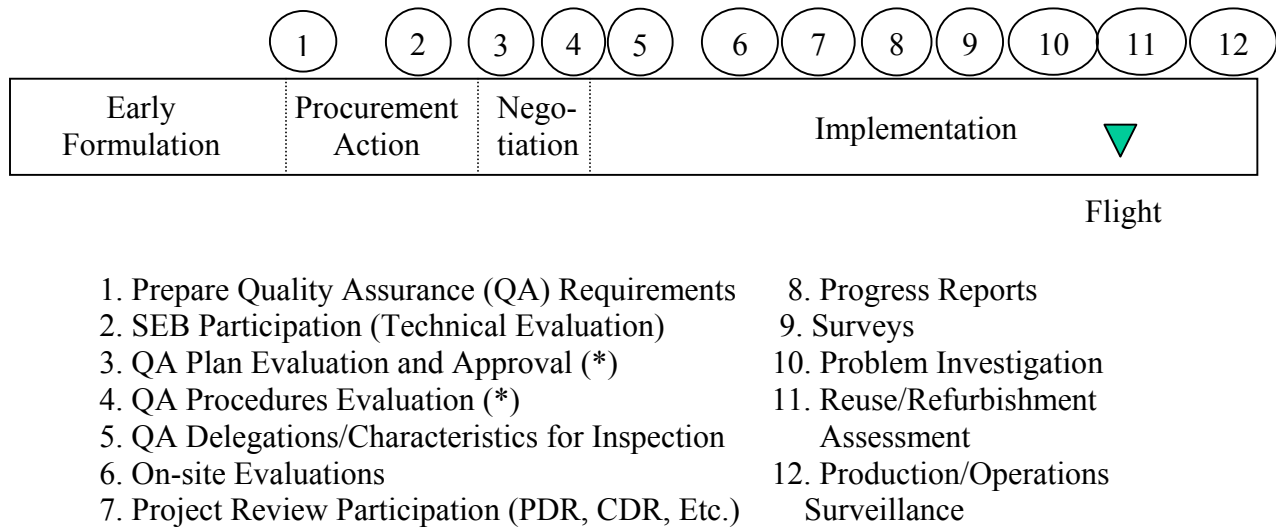 1 2 3 4 5 6 7 8 9 10 11 12
Early
Formulation
Procurement
Action
Nego-
tiation
Implementation
Flight
1. Prepare Quality Assurance (QA) Requirements
2. SEB Participation (Technical Evaluation)
3. QA Plan Evaluation and Approval (*)
4. QA Procedures Evaluation (*)
5. QA Delegations/Characteristics for Inspection
6. On-site Evaluations
7. Project Review Participation (PDR, CDR, Etc.)
8. Progress Reports
9. Surveys
10. Problem Investigation
11. Reuse/Refurbishment
Assessment
12. Production/Operations
Surveillance